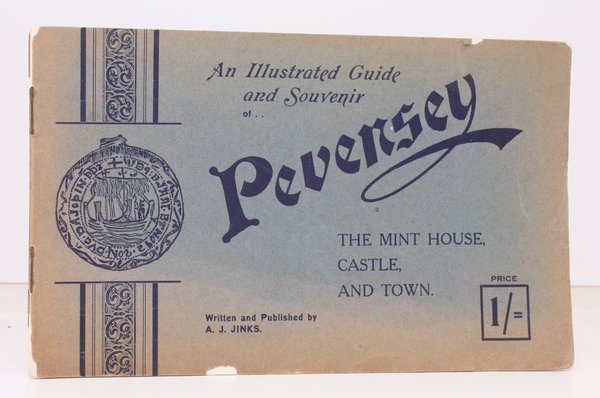 An Illustrated Guide
and Souvenir
of . .
Pevensey
THE MINT HOUSE,
CASTLE,
AND TOWN.
PRICE
1/=
Written and Published by
A. J. JINKS.